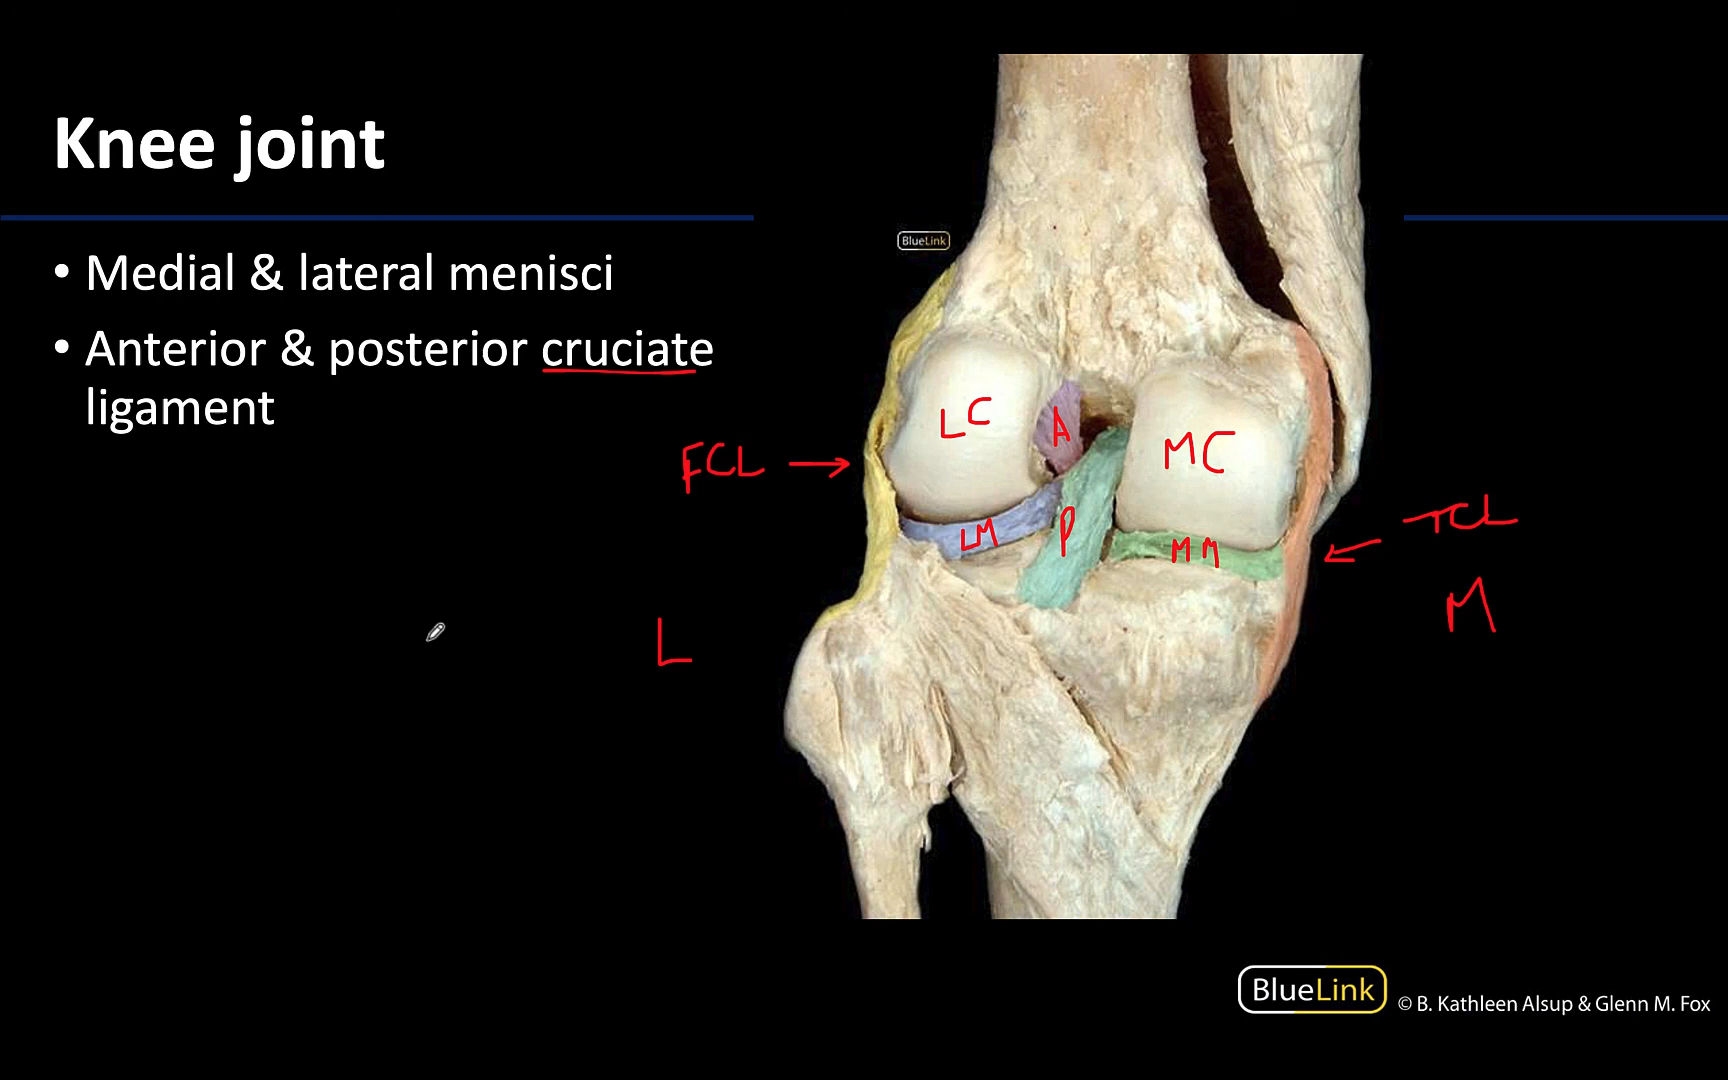 Knee joint
BlueLink
• Medial & lateral menisci
• Anterior & posterior cruciate
ligament
LC
A
MC
FCL
TCL
LM
P
MM
M
L
BlueLink
© B. Kathleen Alsup & Glenn M. Fox